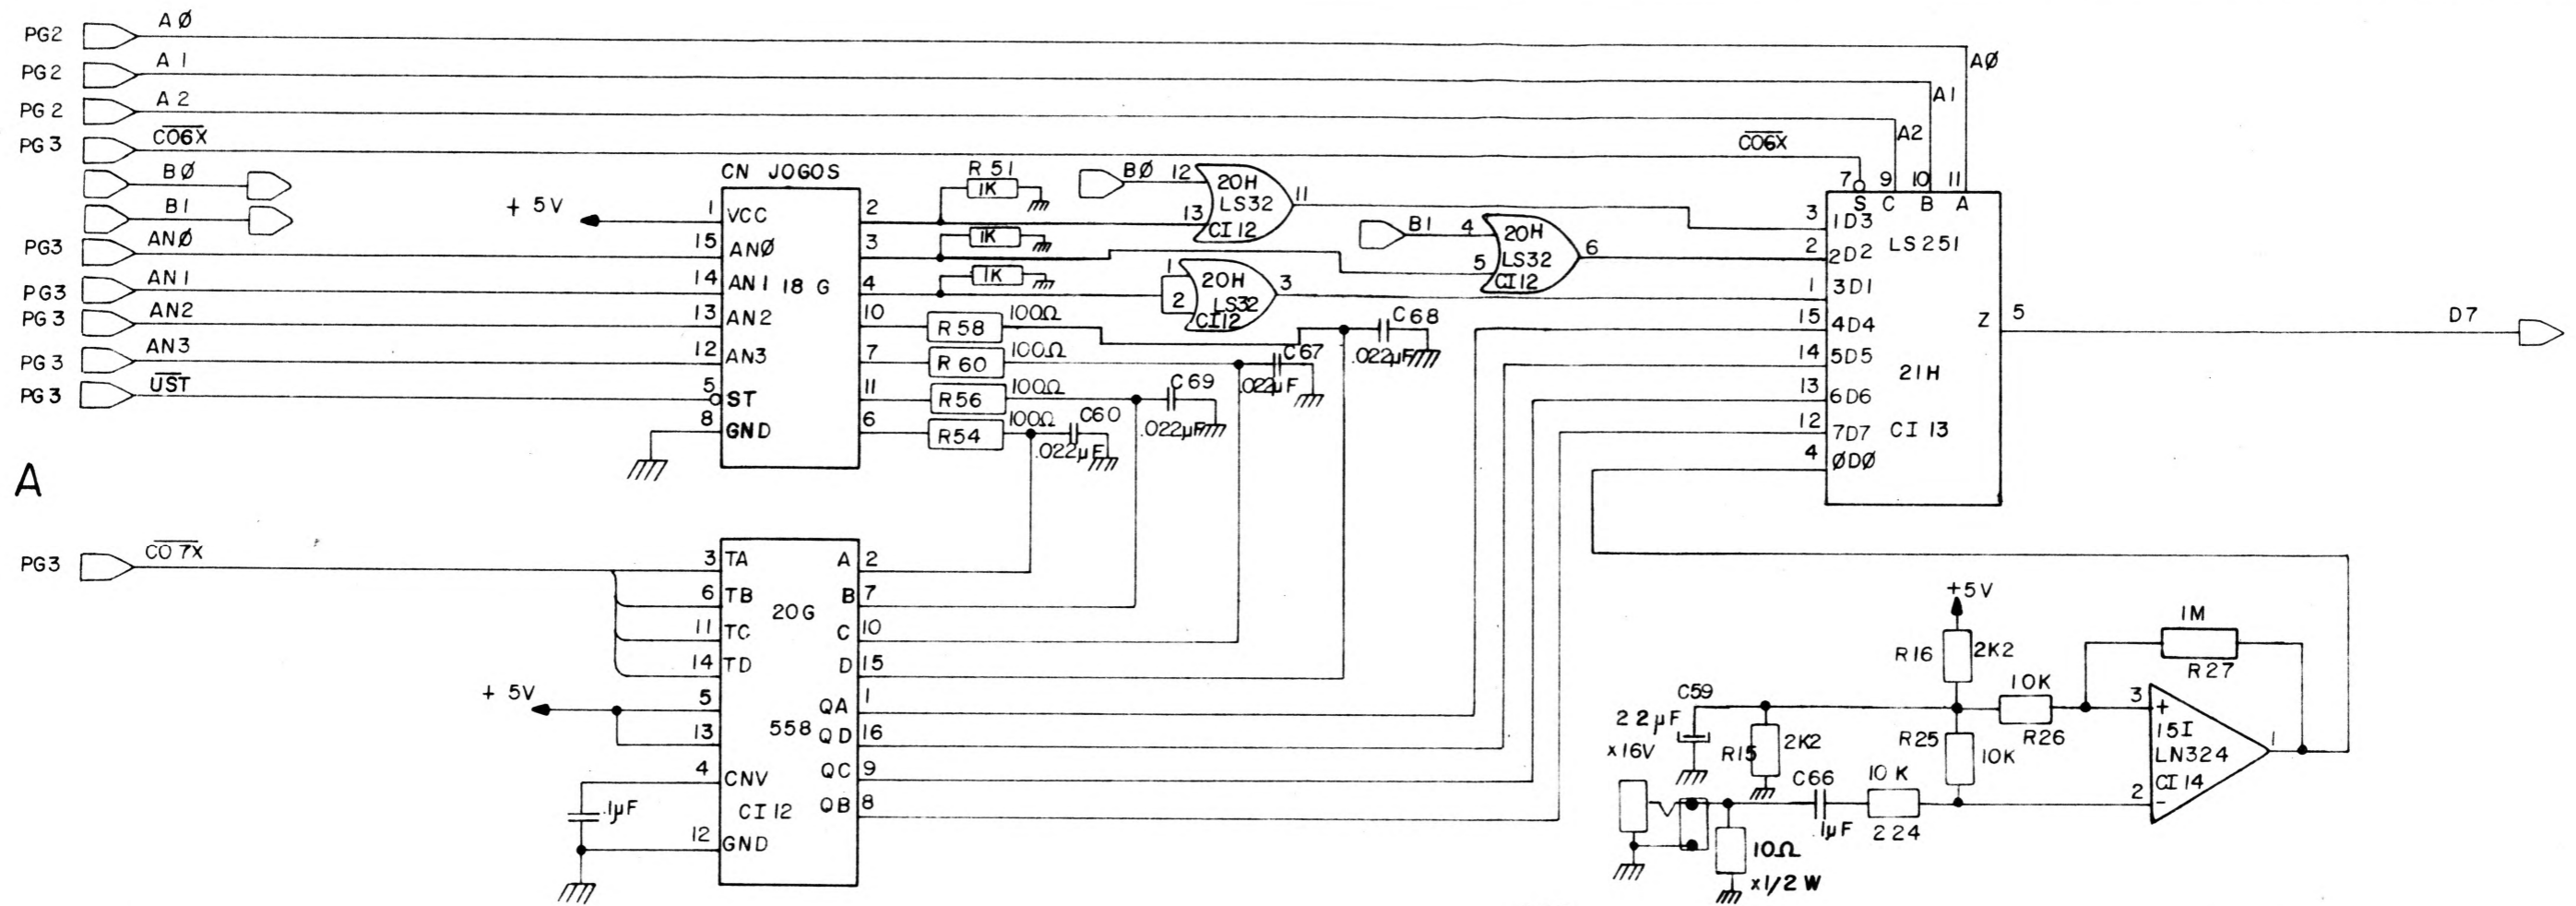 PG2 AØ
PG2 A1
PG2 A2
PG3 C06X
BØ
B1
PG3 ANØ
PG3 AN1
PG3 AN2
PG3 AN3
PG3 UST
A
PG3 CO7X
+ 5V
CN JOGOS
1 VCC 2
15 ANØ 3
14 AN1 18 G 4
13 AN2 10
12 AN3 7
5 ST 11
8 GND 6
R 51
1K
1K
1K
R 58 100Ω
R 60 100Ω
R56 100Ω
R54 100Ω
C68
.022µF
C67
.022µF
C69
.022µF
C60
.022µF
BØ 12
13
20H
LS32
CI 12
11
B1 4
5
20H
LS32
CI 12
6
1
2
20H
LS32
CI 12
3
AØ
A1
A2
C06X
7 9 10 11
S C B A
3 1D3
LS251
2 2D2
1 3D1
15 4D4
Z 5
D7
14 5D5
21H
13 6D6
12 7D7 CI 13
4 ØDØ
3 TA A 2
6 TB B 7
20G
11 TC C 10
14 TD D 15
+ 5V
5 QA 1
13 558 QD 16
4 CNV QC 9
CI 12 QB 8
.1µF
12 GND
+5V
R16 2K2
1M
R27
C59
22µF
x16V
R15 2K2
10K
R26
R25
10K
3 +
15I
LN324
CI 14
1
2 -
C66
.1µF
10 K
224
10Ω
x1/2 W